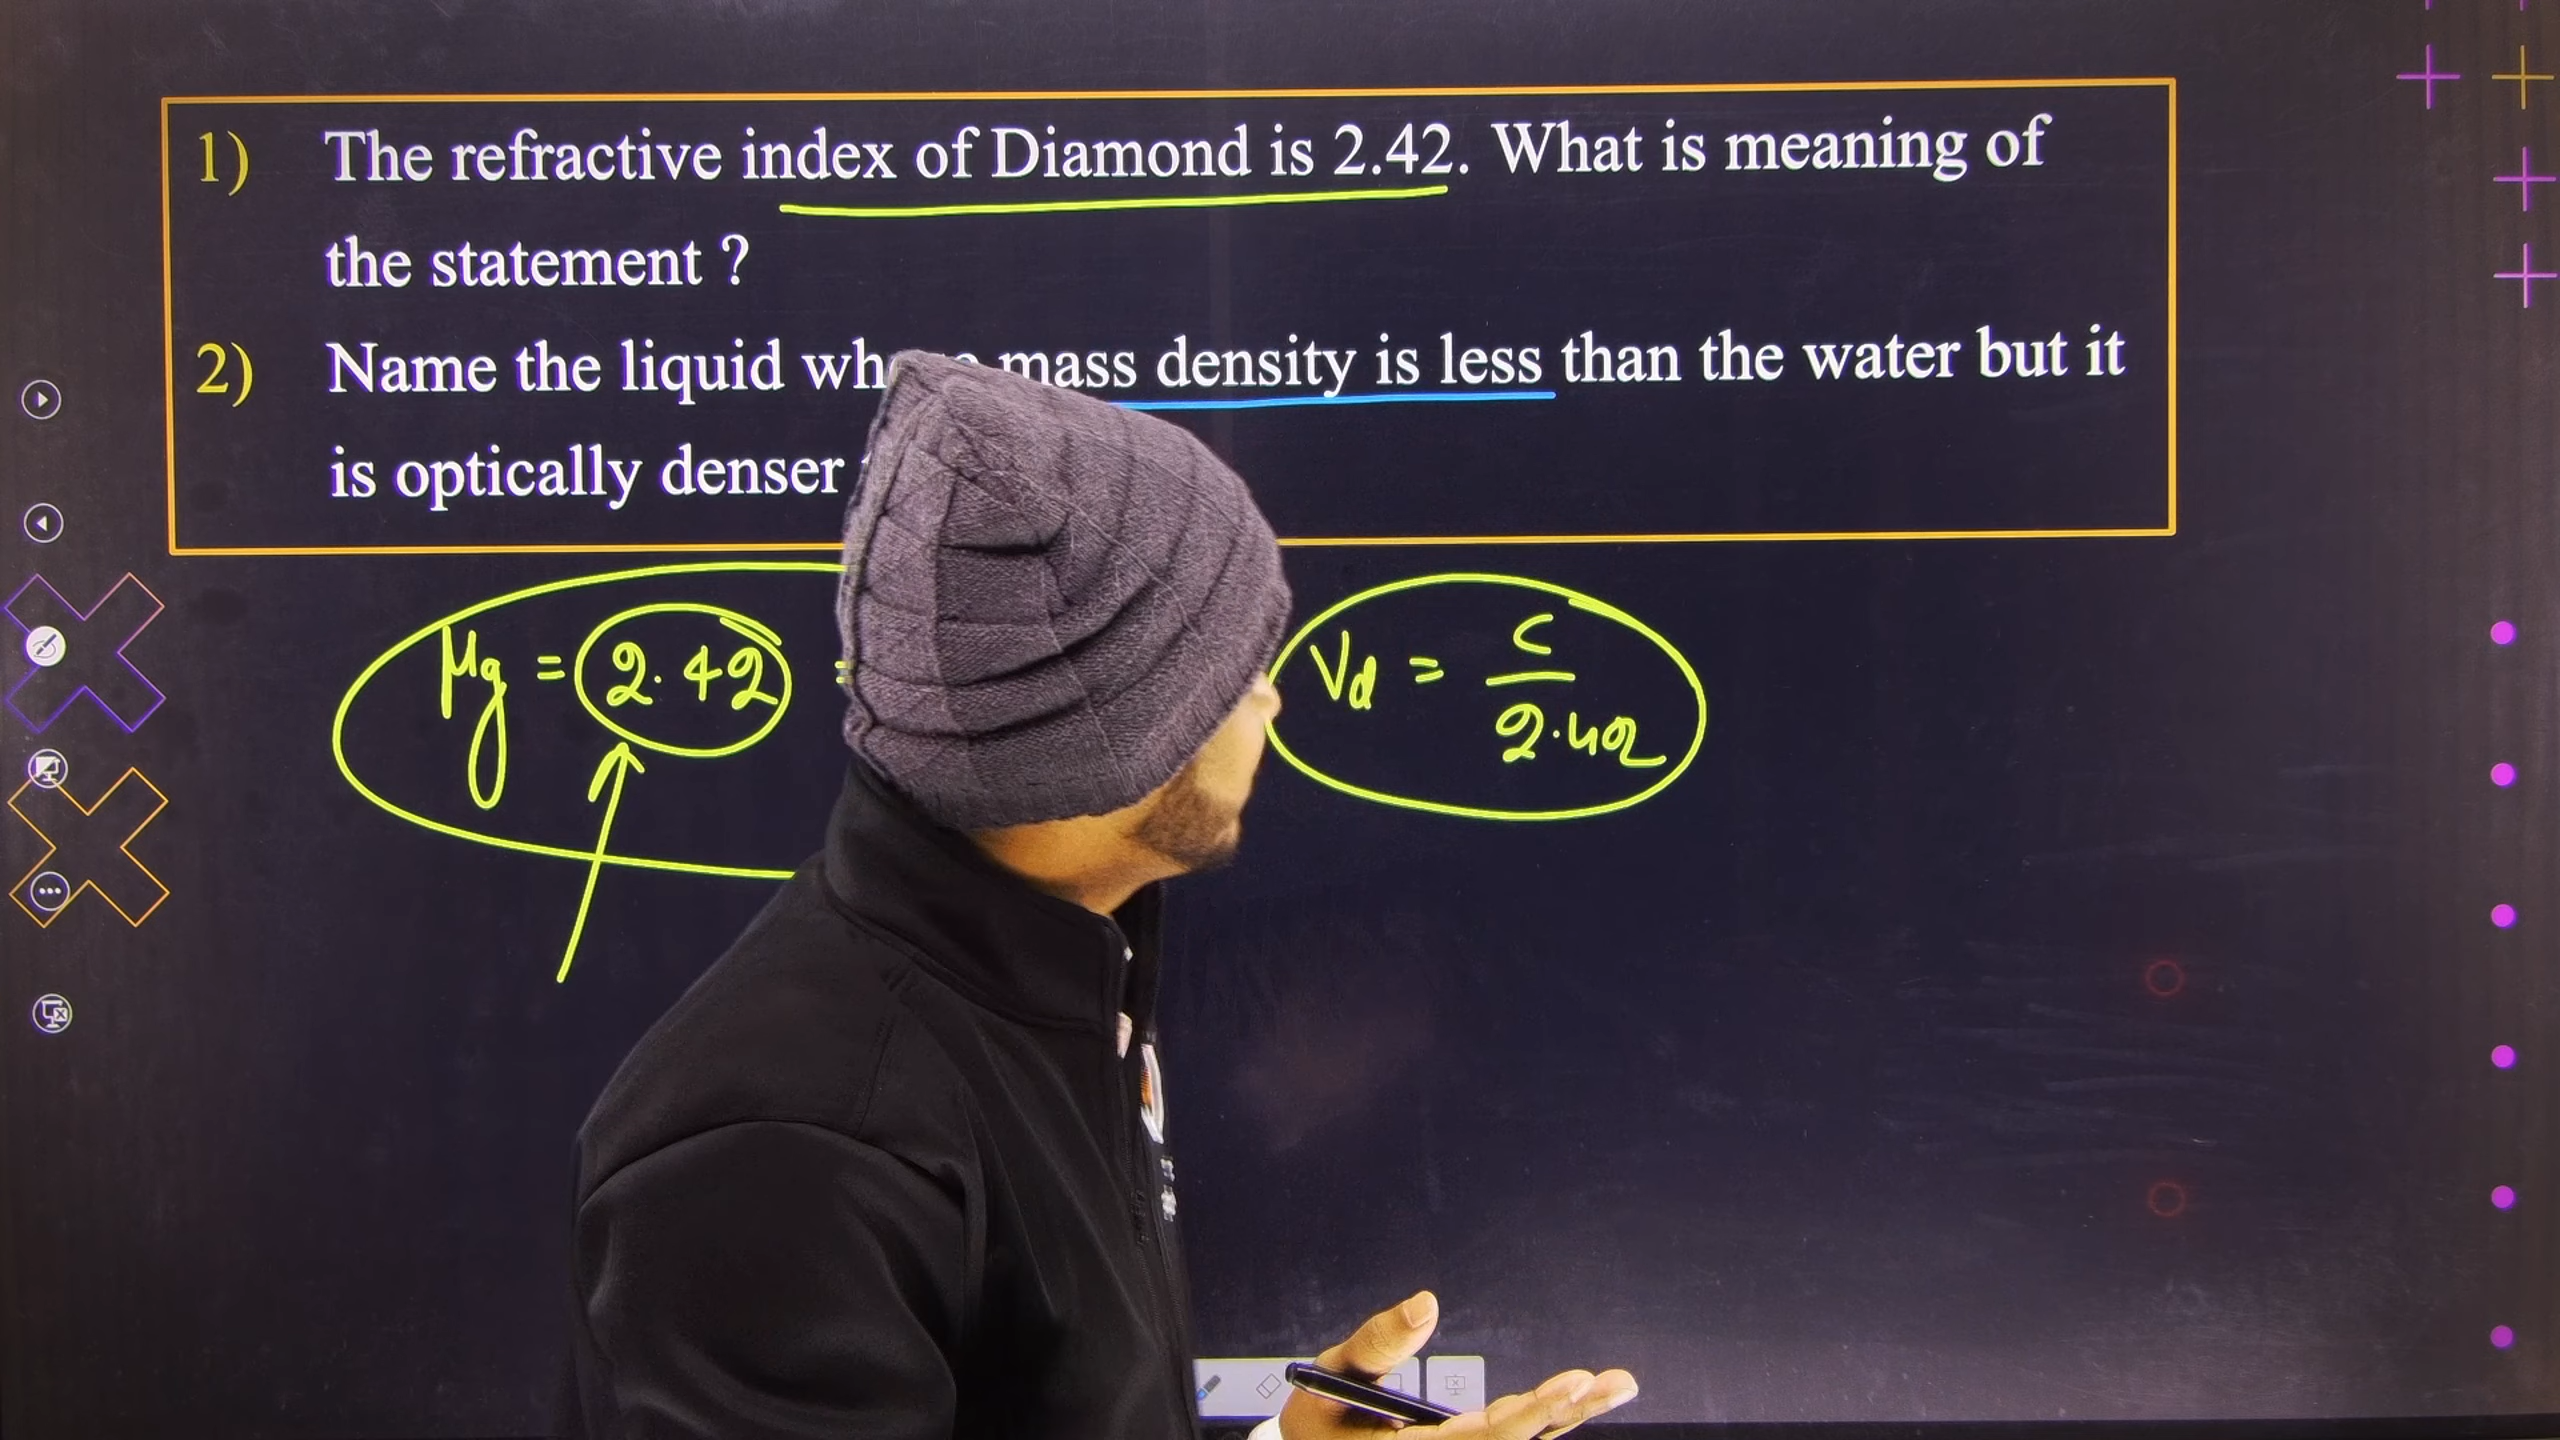 1) The refractive index of Diamond is 2.42. What is meaning of
the statement ?
2) Name the liquid mass density is less than the water but it
is optically denser
μg = 2.42 =
Vd = c
2.42